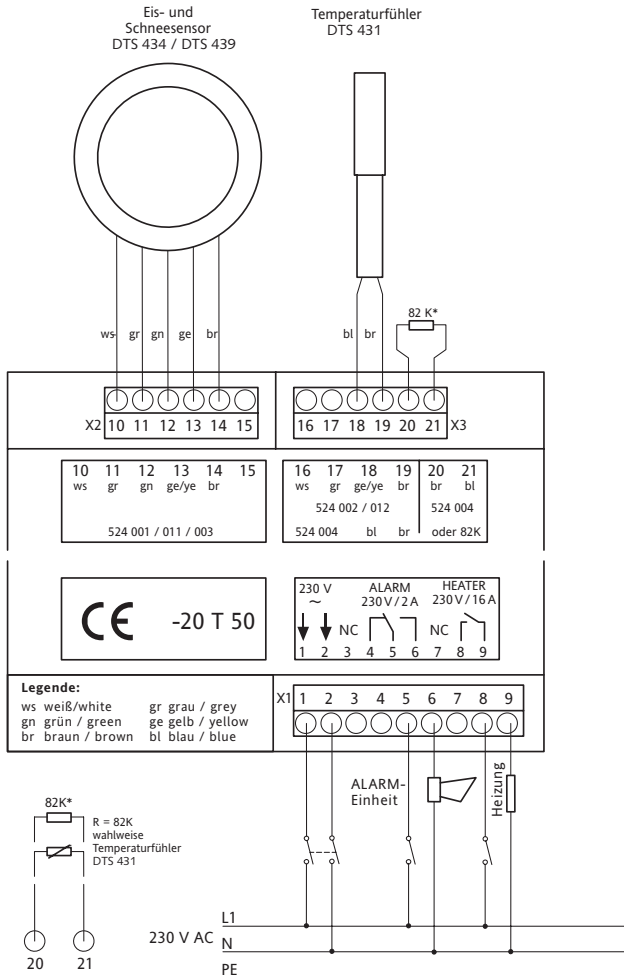 Eis- und
Schneesensor
DTS 434 / DTS 439
Temperaturfühler
DTS 431
ws gr gn ge br
bl br
82 K*
X2 10 11 12 13 14 15
16 17 18 19 20 21 X3
10 11 12 13 14 15
ws gr gn ge/ye br
524 001 / 011 / 003
16 17 18 19 20 21
ws gr ge/ye br br bl
524 002 / 012 524 004
524 004 bl br oder 82K
CE -20 T 50
230 V ALARM HEATER
~ 230 V / 2 A 230 V / 16 A
NC NC
1 2 3 4 5 6 7 8 9
Legende:
ws weiß/white gr grau / grey
gn grün / green ge gelb / yellow
br braun / brown bl blau / blue
X1 1 2 3 4 5 6 7 8 9
ALARM-
Einheit
Heizung
82K*
R = 82K
wahlweise
Temperaturfühler
DTS 431
20 21
230 V AC
L1
N
PE